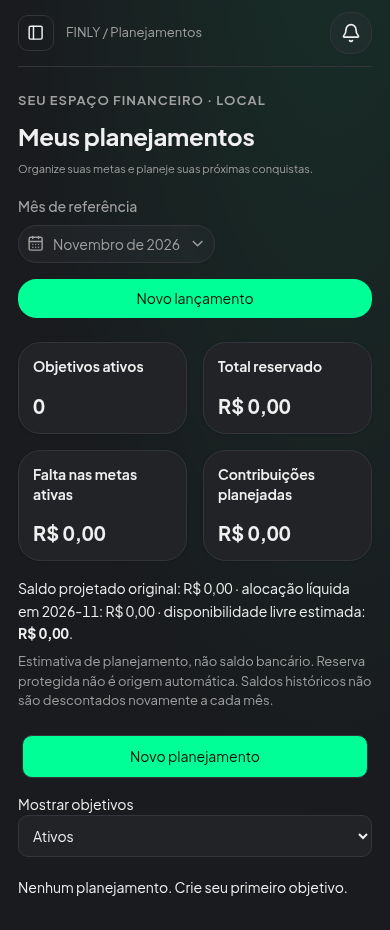 FINLY / Planejamentos
SEU ESPAÇO FINANCEIRO · LOCAL
Meus planejamentos
Organize suas metas e planeje suas próximas conquistas.
Mês de referência
Novembro de 2026
Novo lançamento
Objetivos ativos
0
Total reservado
R$ 0,00
Falta nas metas
ativas
R$ 0,00
Contribuições
planejadas
R$ 0,00
Saldo projetado original: R$ 0,00 · alocação líquida
em 2026-11: R$ 0,00 · disponibilidade livre estimada:
R$ 0,00.
Estimativa de planejamento, não saldo bancário. Reserva
protegida não é origem automática. Saldos históricos não
são descontados novamente a cada mês.
Novo planejamento
Mostrar objetivos
Ativos
Nenhum planejamento. Crie seu primeiro objetivo.